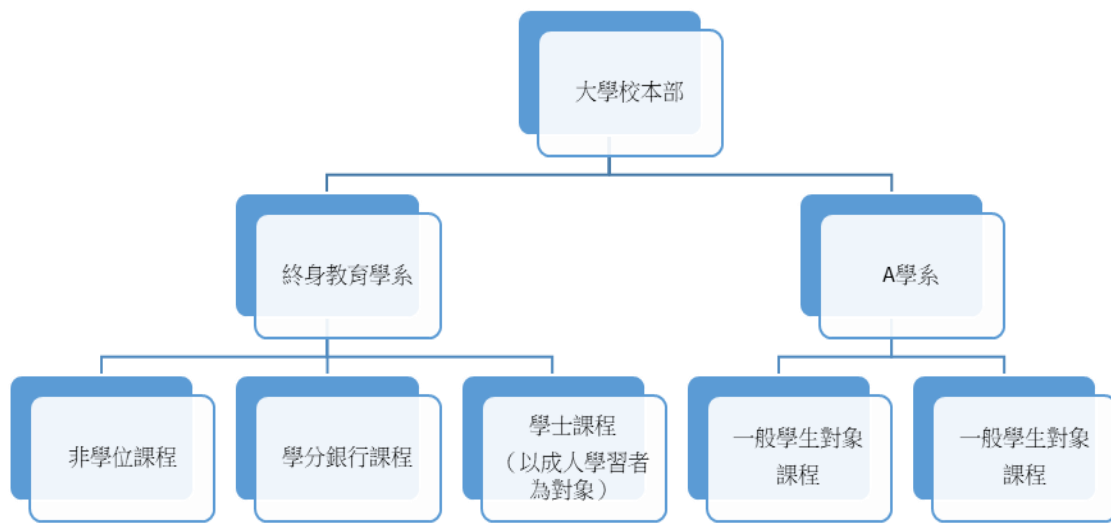 大學校本部
終身教育學系
A學系
非學位課程
學分銀行課程
學士課程
（以成人學習者
為對象）
一般學生對象
課程
一般學生對象
課程